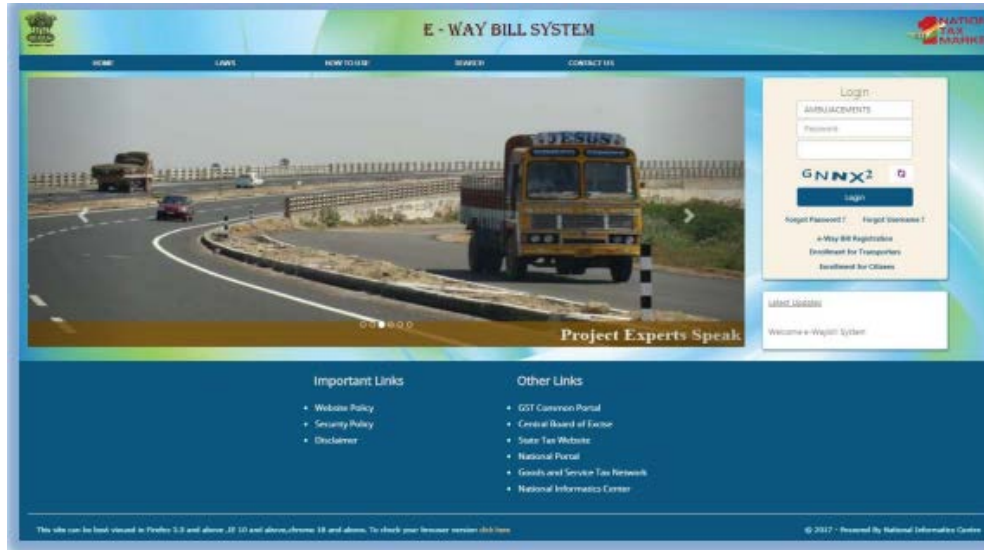 E - WAY BILL SYSTEM
NATION
TAX
MARKE
HOME LAWS HOW TO USE SEARCH CONTACT US
JESUS
Project Experts Speak
Login
AMBUJACEMENTS
Password
GNNX2
Login
Forgot Password ? Forgot Username ?
e-Way Bill Registration
Enrollment for Transporters
Enrollment for Citizens
Latest Updates
Welcome e-Waybill System
Important Links
Website Policy
Security Policy
Disclaimer
Other Links
GST Common Portal
Central Board of Excise
State Tax Website
National Portal
Goods and Service Tax Network
National Informatics Center
This site can be best viewed in Firefox 5.0 and above ,IE 10 and above,chrome 18 and above. To check your browser version click here
© 2017 - Powered By National Informatics Centre